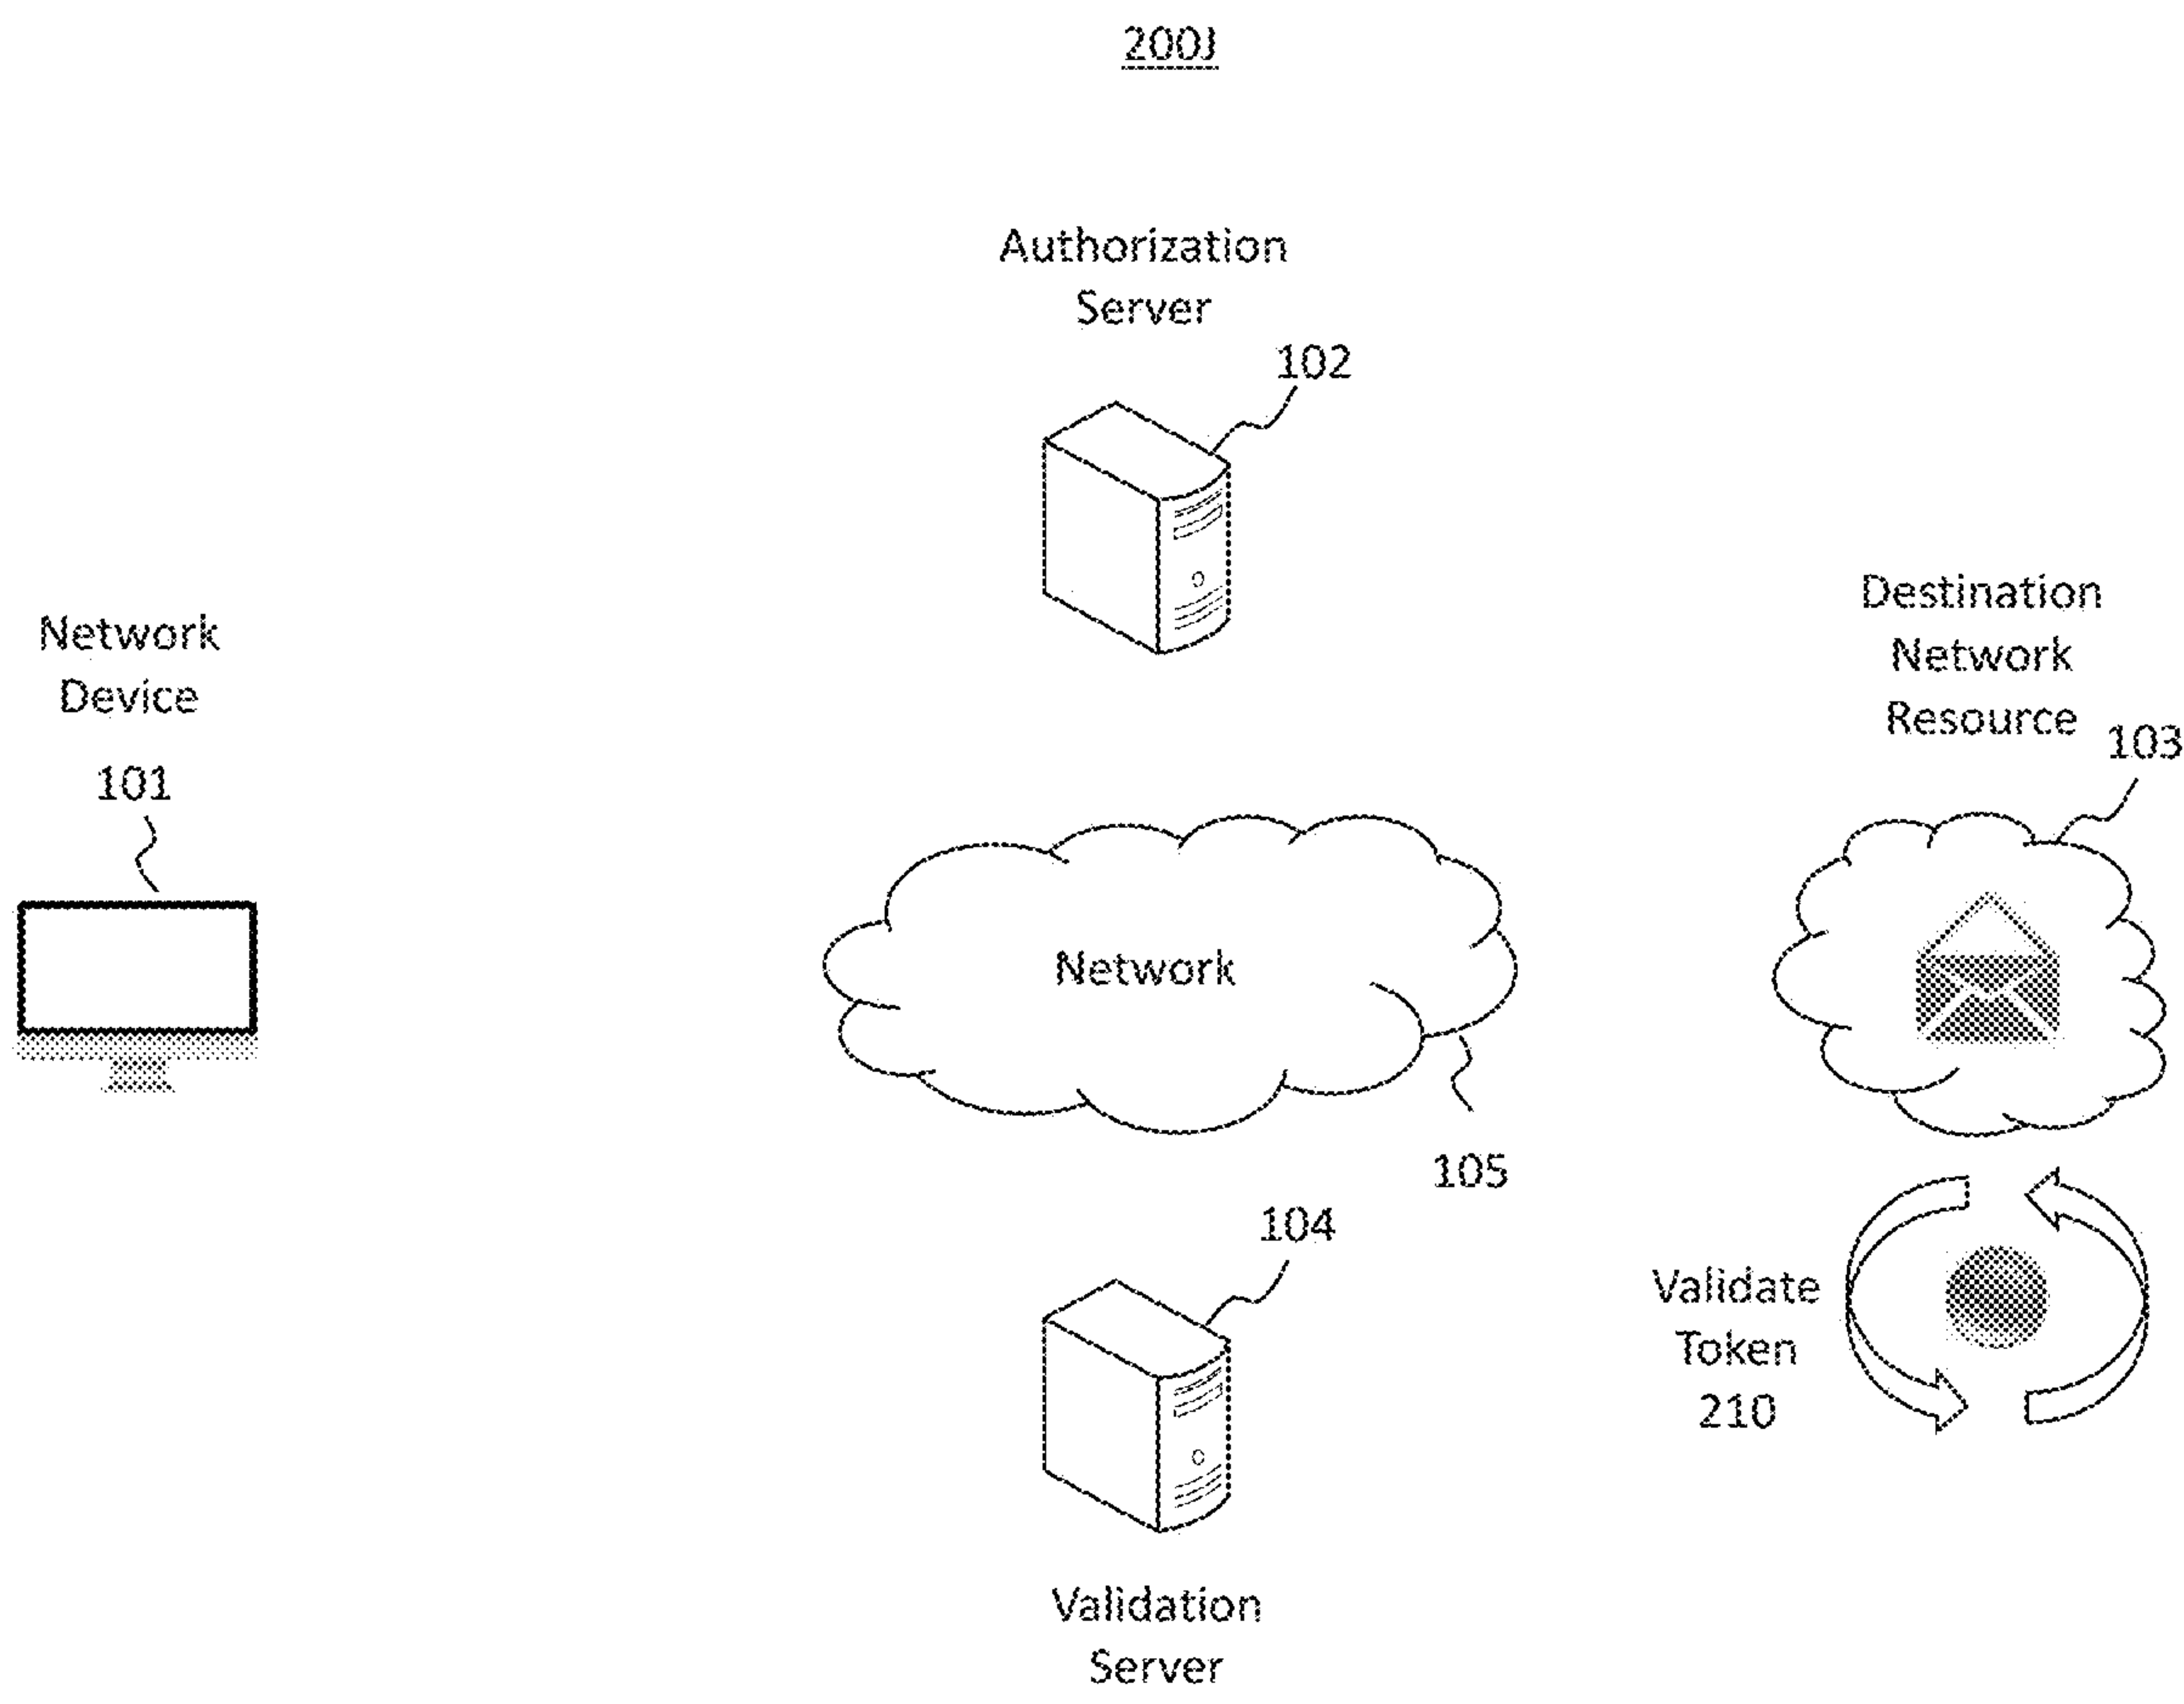 200J
Authorization
Server
102
Network
Device
101
Destination
Network
Resource
103
Network
105
104
Validate
Token
210
Validation
Server